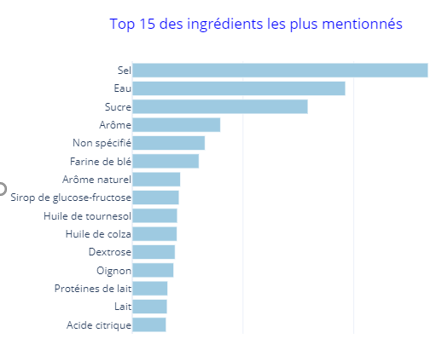 Top 15 des ingrédients les plus mentionnés
Sel
Eau
Sucre
Arôme
Non spécifié
Farine de blé
Arôme naturel
Sirop de glucose-fructose
Huile de tournesol
Huile de colza
Dextrose
Oignon
Protéines de lait
Lait
Acide citrique